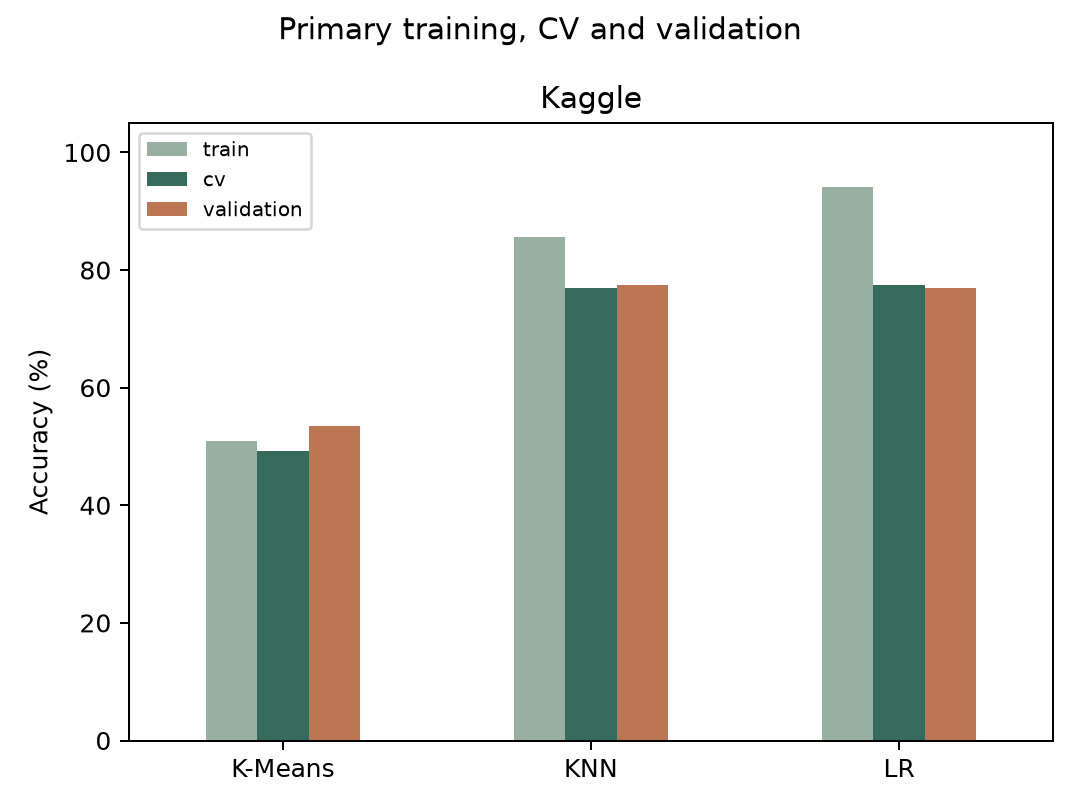 Primary training, CV and validation
Kaggle
train
cv
validation
Accuracy (%)
100
80
60
40
20
0
K-Means KNN LR